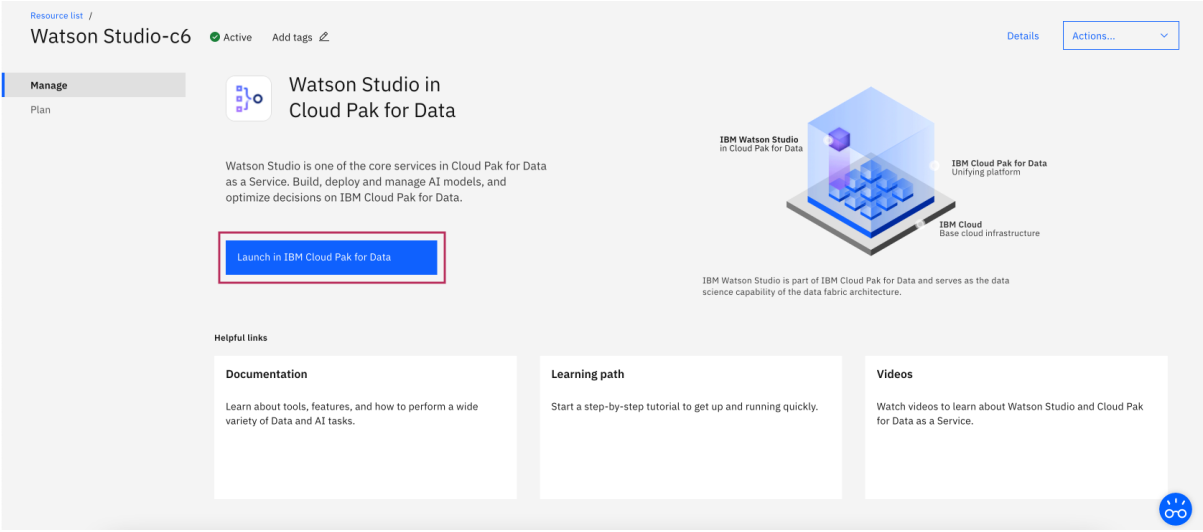 Resource list /
Watson Studio-c6
Active
Add tags
Details
Actions...
Manage
Plan
Watson Studio in
Cloud Pak for Data
Watson Studio is one of the core services in Cloud Pak for Data
as a Service. Build, deploy and manage AI models, and
optimize decisions on IBM Cloud Pak for Data.
Launch in IBM Cloud Pak for Data
IBM Watson Studio
in Cloud Pak for Data
IBM Cloud Pak for Data
Unifying platform
IBM Cloud
Base cloud infrastructure
IBM Watson Studio is part of IBM Cloud Pak for Data and serves as the data
science capability of the data fabric architecture.
Helpful links
Documentation
Learn about tools, features, and how to perform a wide
variety of Data and AI tasks.
Learning path
Start a step-by-step tutorial to get up and running quickly.
Videos
Watch videos to learn about Watson Studio and Cloud Pak
for Data as a Service.